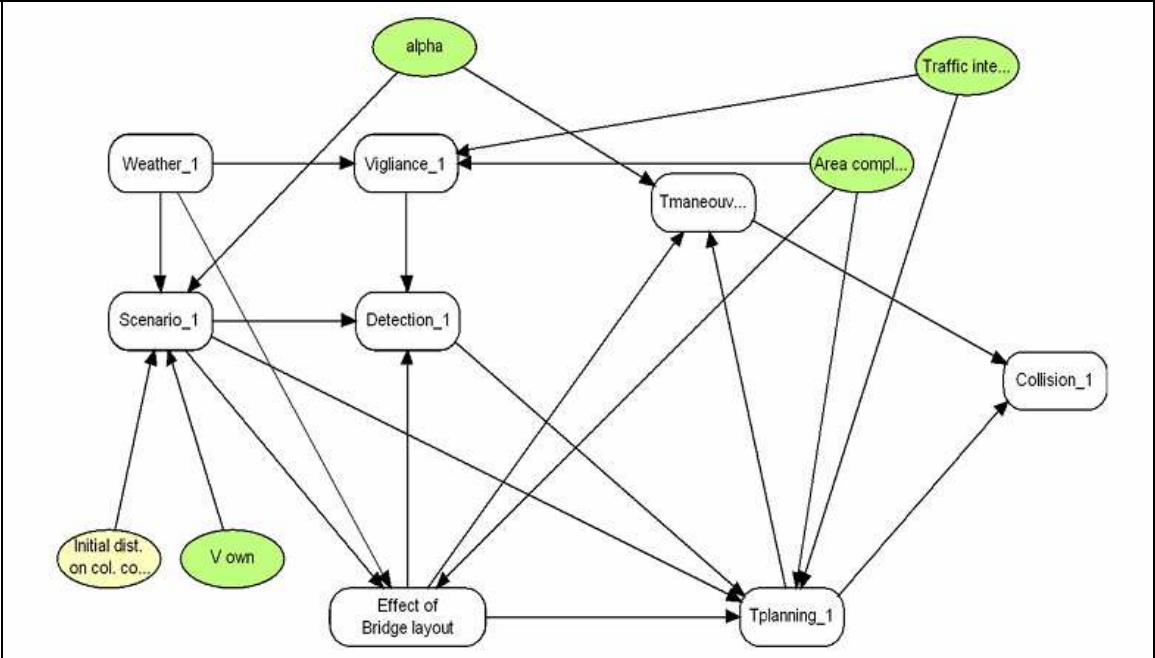 alpha
Traffic inte...
Weather_1
Vigliance_1
Area compl...
Tmaneouv...
Scenario_1
Detection_1
Collision_1
Initial dist.
on col. co...
V own
Effect of
Bridge layout
Tplanning_1